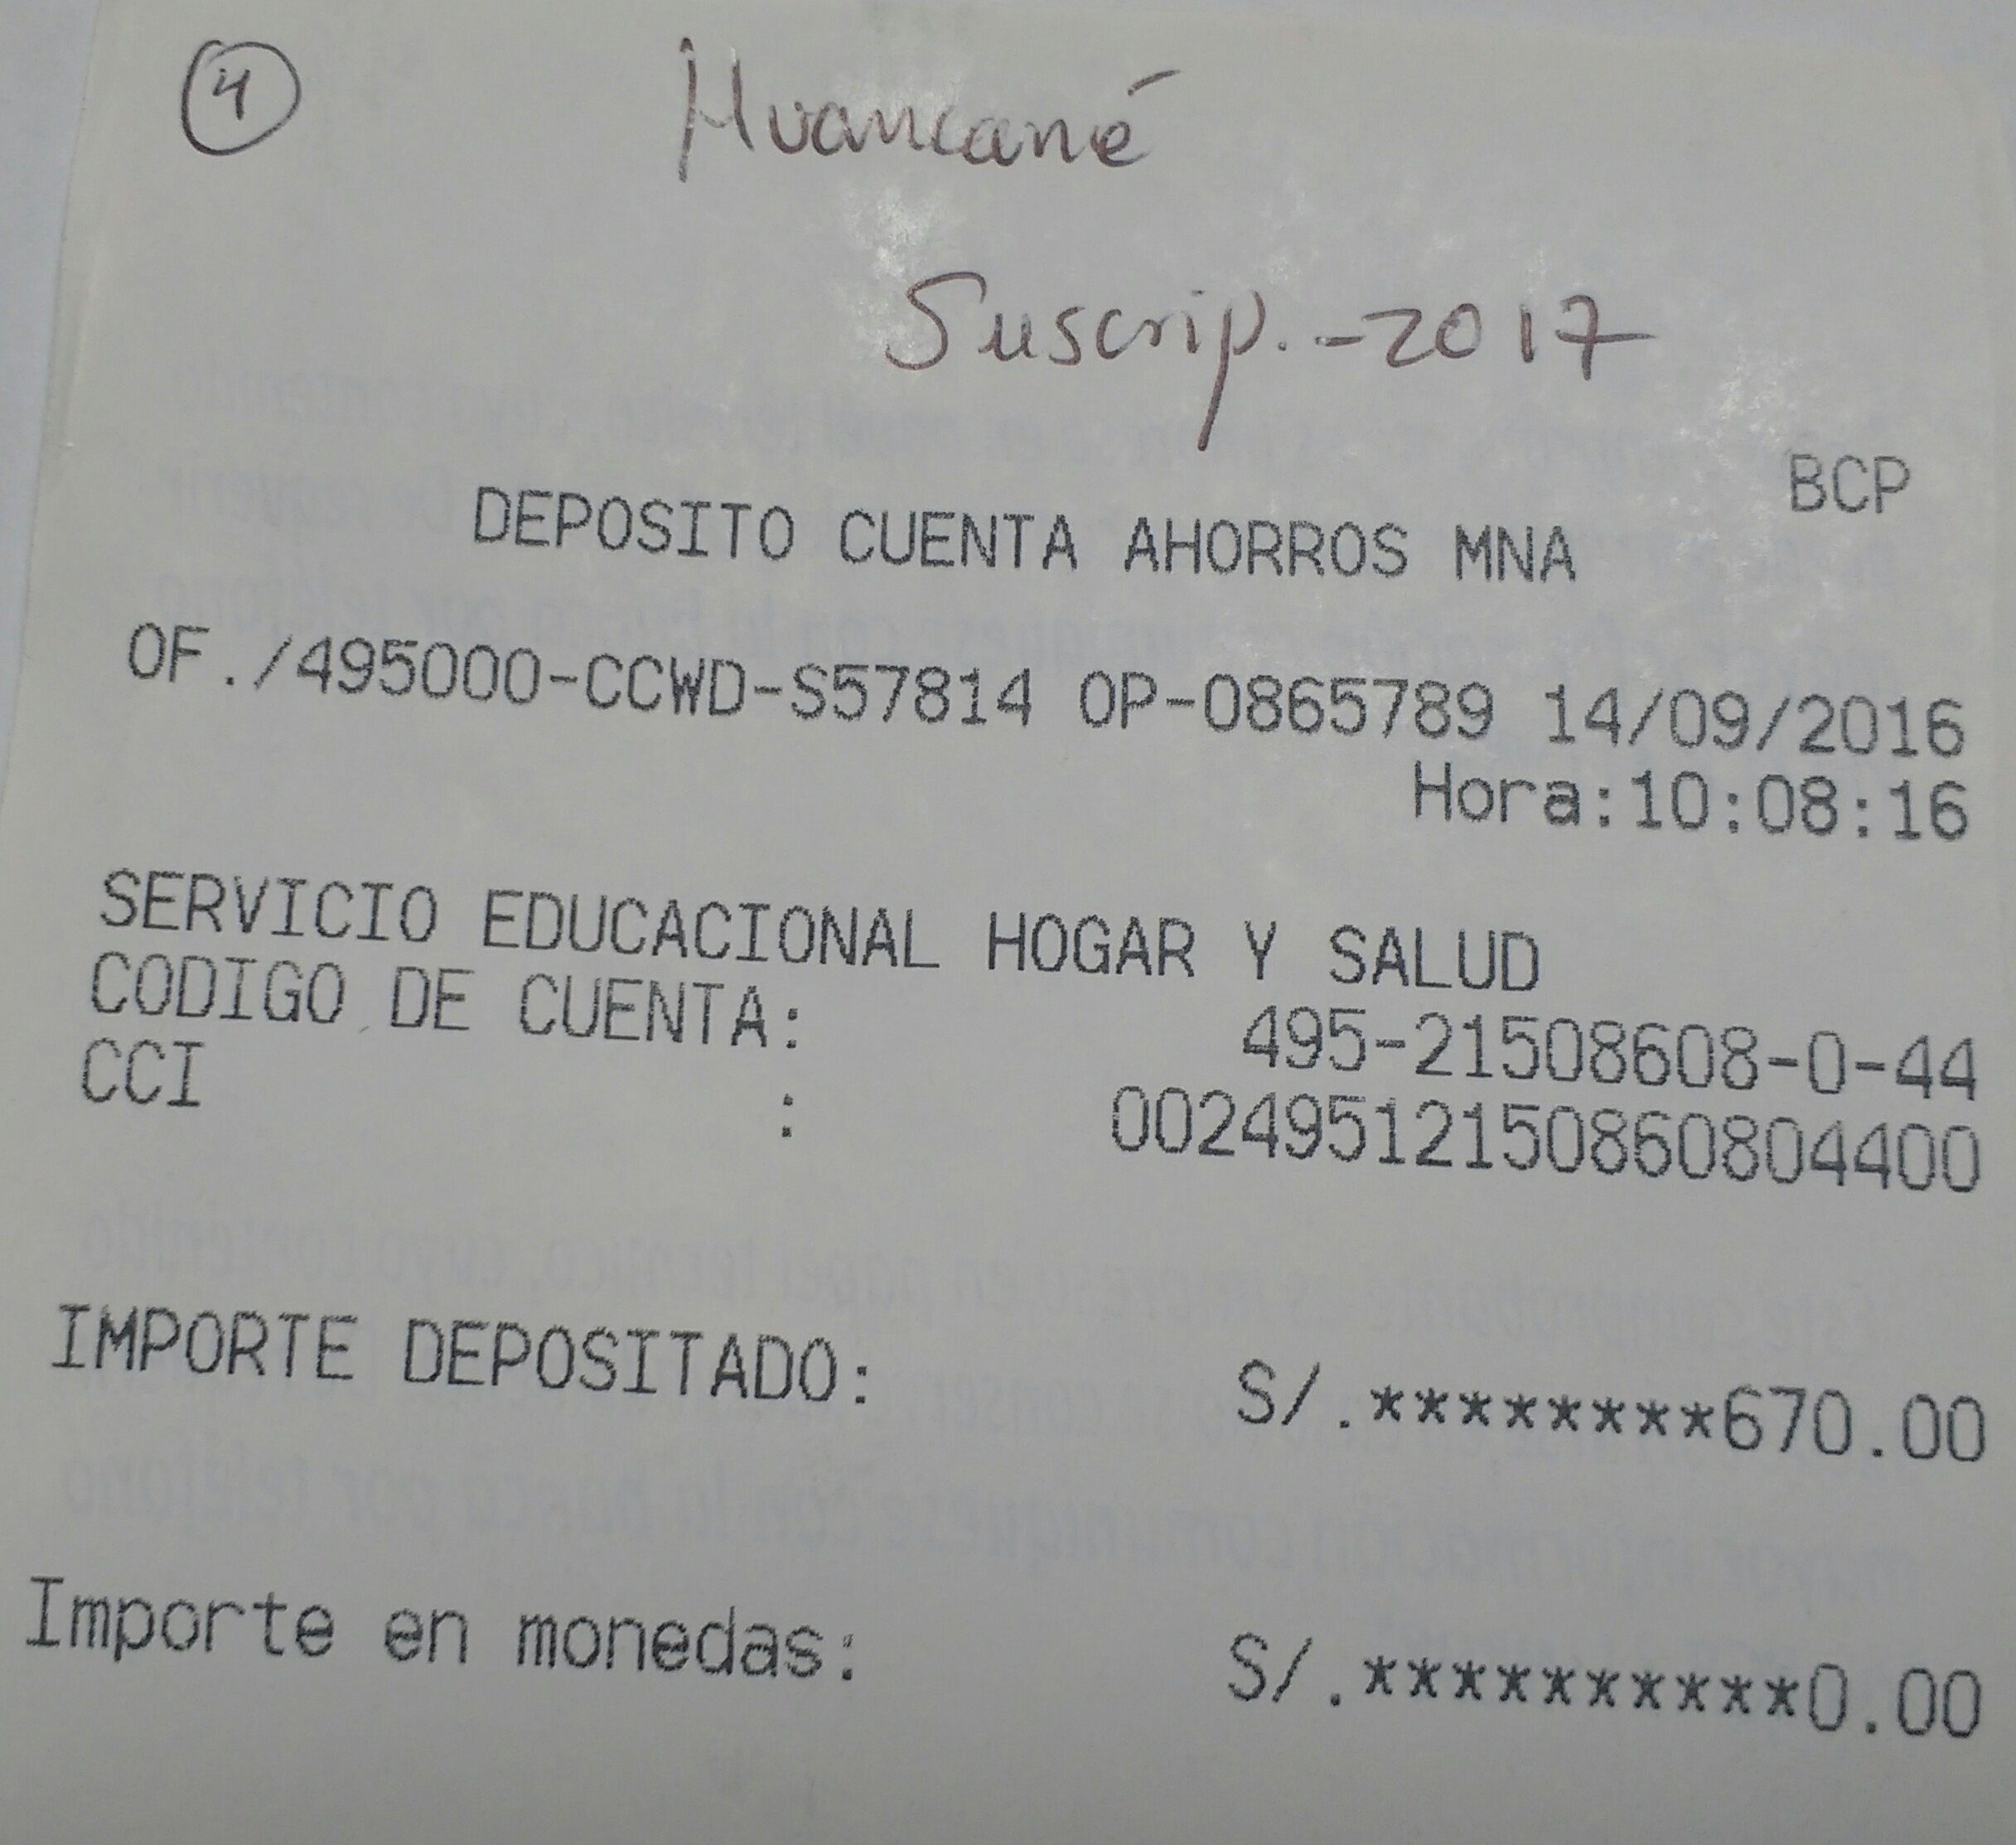 4 Huancané
Suscrip.-2017
BCP
DEPOSITO CUENTA AHORROS MNA
OF./495000-CCWD-S57814 OP-0865789 14/09/2016
Hora:10:08:16
SERVICIO EDUCACIONAL HOGAR Y SALUD
CODIGO DE CUENTA: 495-21508608-0-44
CCI : 00249512150860804400
IMPORTE DEPOSITADO: S/.********670.00
Importe en monedas: S/.**********0.00